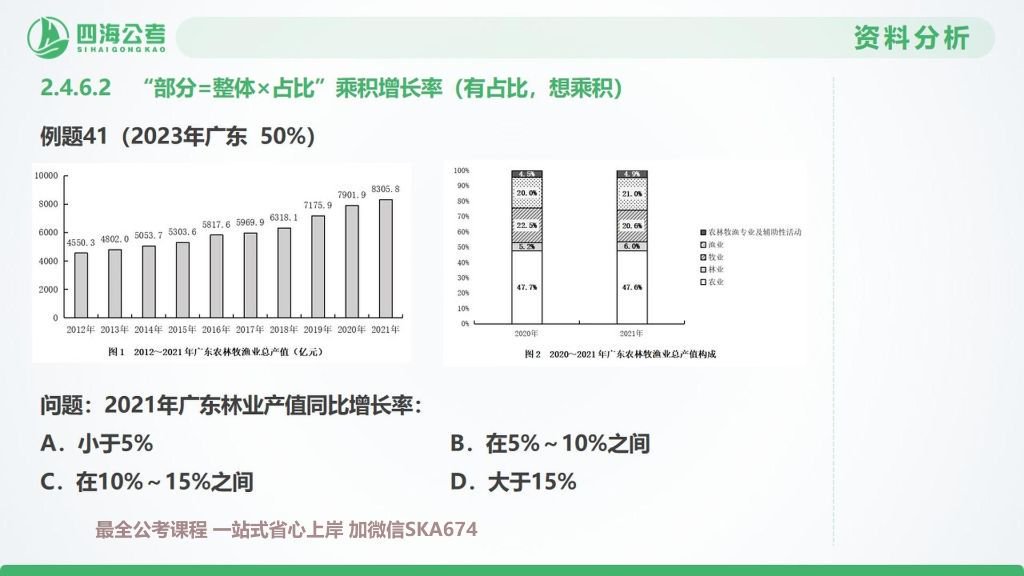 四海公考
SIHAIGONGKAO
资料分析
2.4.6.2 “部分=整体×占比”乘积增长率（有占比，想乘积）
例题41（2023年广东 50%）
10000
8000
6000
4000
2000
0
4550.3 4802.0 5053.7 5303.6 5817.6 5969.9 6318.1 7175.9 7901.9 8305.8
2012年 2013年 2014年 2015年 2016年 2017年 2018年 2019年 2020年 2021年
图1 2012~2021年广东农林牧渔业总产值（亿元）
100%
90%
80%
70%
60%
50%
40%
30%
20%
10%
0%
4.5% 4.9%
20.0% 21.0%
22.5% 20.6%
5.2% 6.0%
47.7% 47.6%
2020年 2021年
农林牧渔专业及辅助性活动
渔业
牧业
林业
农业
图2 2020~2021年广东农林牧渔业总产值构成
问题：2021年广东林业产值同比增长率：
A．小于5% B．在5%～10%之间
C．在10%～15%之间 D．大于15%
最全公考课程 一站式省心上岸 加微信SKA674